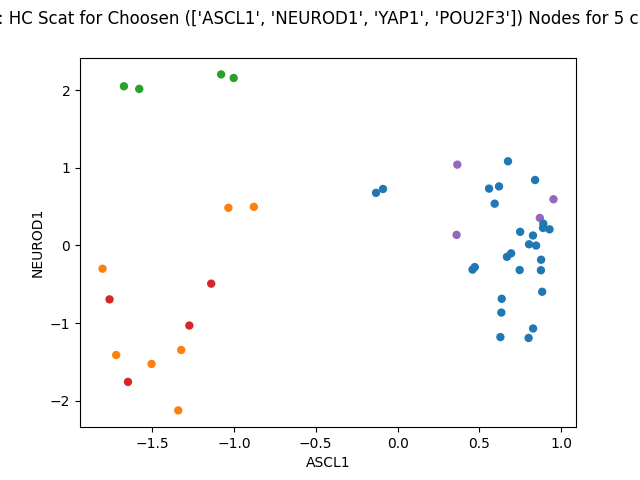 : HC Scat for Choosen (['ASCL1', 'NEUROD1', 'YAP1', 'POU2F3']) Nodes for 5 c
2
1
0
−1
−2
NEUROD1
−1.5 −1.0 −0.5 0.0 0.5 1.0
ASCL1